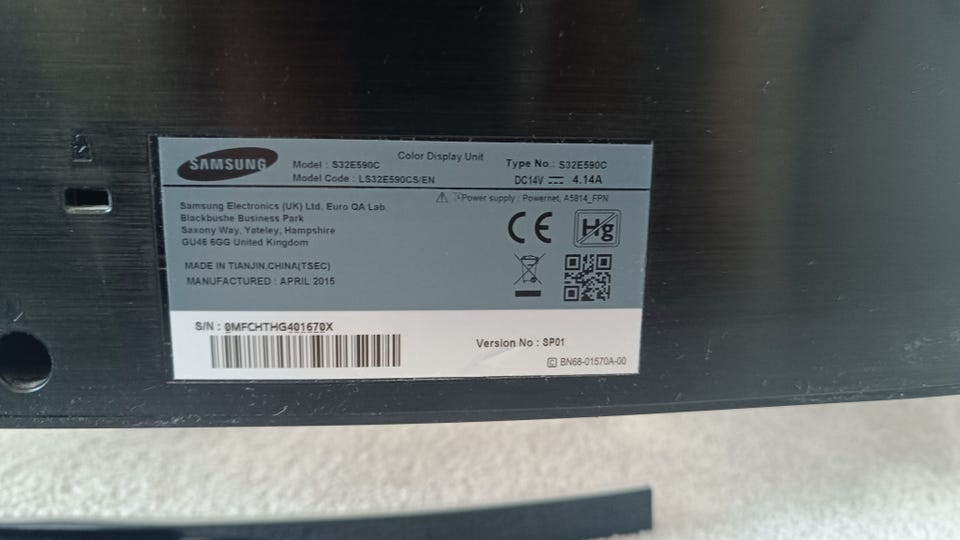 SAMSUNG
Color Display Unit
Model : S32E590C
Type No.: S32E590C
Model Code : LS32E590CS/EN
DC14V ⎓ 4.14A
Power supply : Powernet, A5814_FPN
Samsung Electronics (UK) Ltd, Euro QA Lab.
Blackbushe Business Park
Saxony Way, Yateley, Hampshire
GU46 6GG United Kingdom
CE
Hg
MADE IN TIANJIN,CHINA(TSEC)
MANUFACTURED : APRIL 2015
S/N : 0MFCHTHG401670X
Version No : SP01
BN68-01570A-00